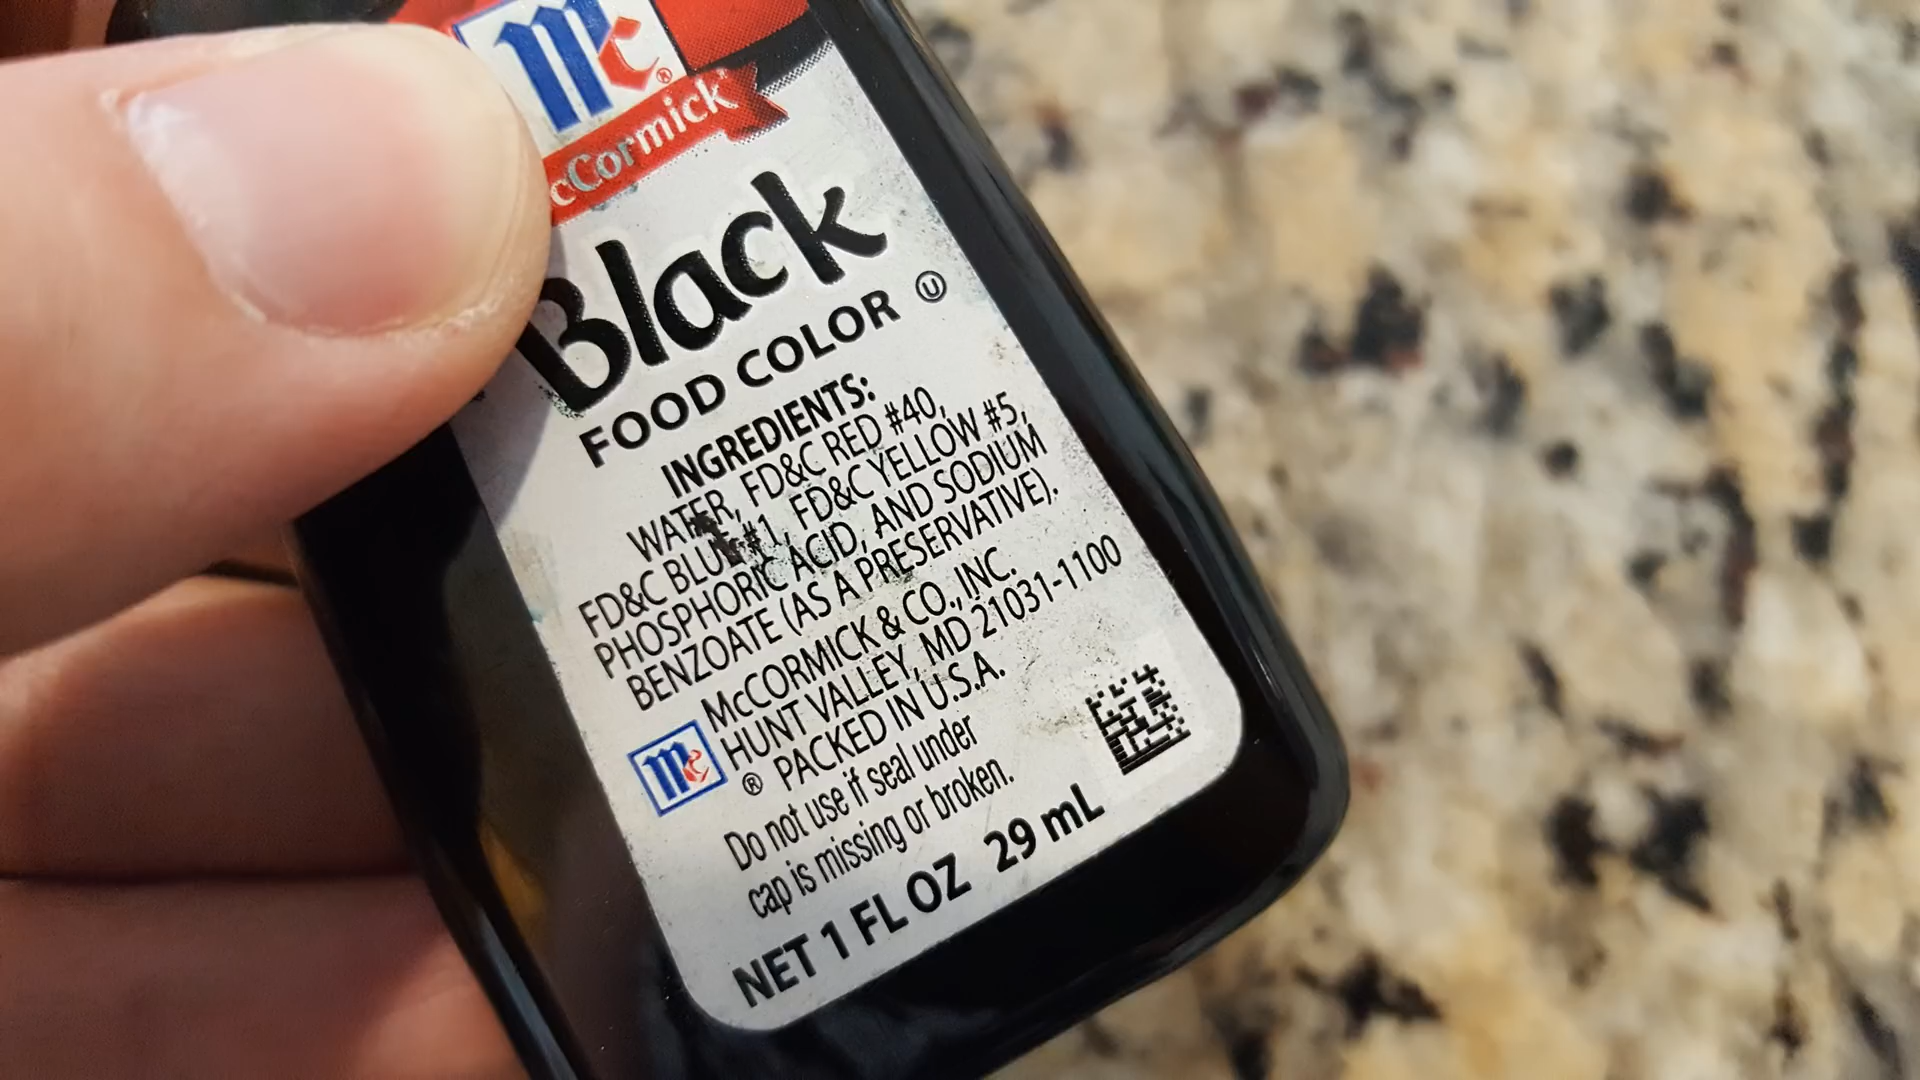 Mc®
cCormick®
Black
FOOD COLOR Ⓤ
INGREDIENTS:
WATER, FD&C RED #40,
FD&C BLUE #1, FD&C YELLOW #5,
PHOSPHORIC ACID, AND SODIUM
BENZOATE (AS A PRESERVATIVE).
McCORMICK & CO., INC.
HUNT VALLEY, MD 21031-1100
Mc ® PACKED IN U.S.A.
Do not use if seal under
cap is missing or broken.
NET 1 FL OZ 29 mL